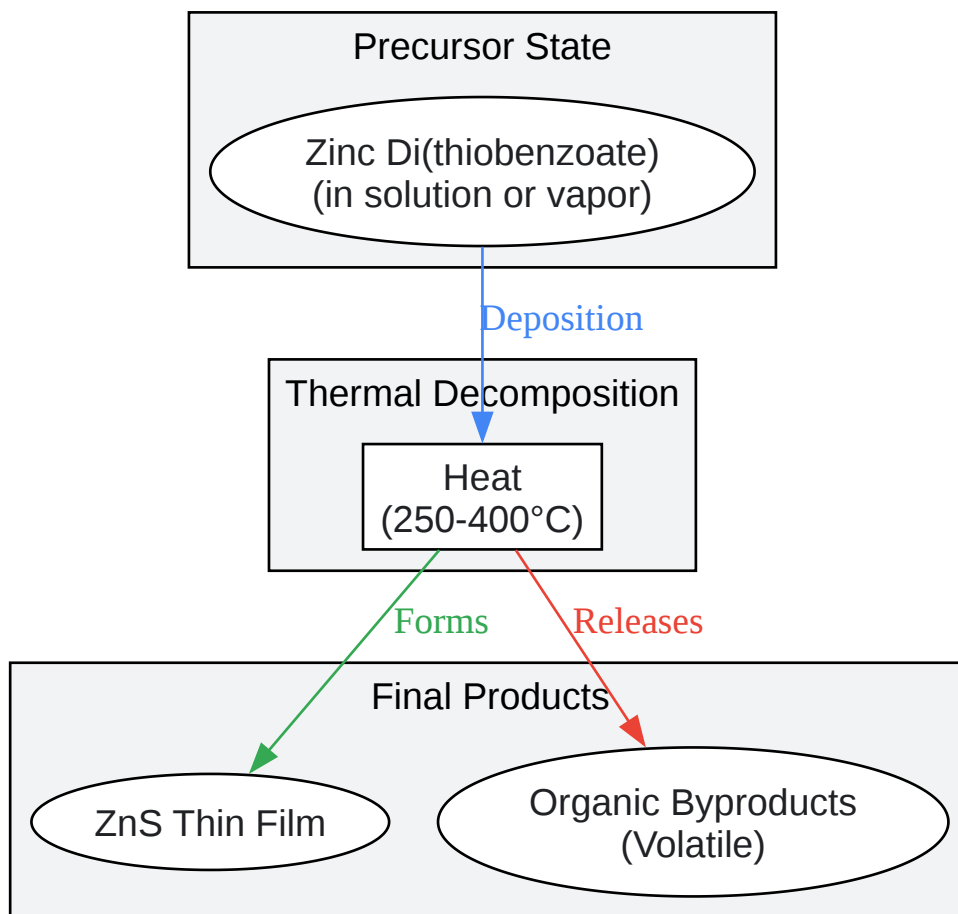 Precursor State
Zinc Di(thiobenzoate)
(in solution or vapor)
Deposition
Thermal Decomposition
Heat
(250-400°C)
Forms
Releases
Final Products
ZnS Thin Film
Organic Byproducts
(Volatile)